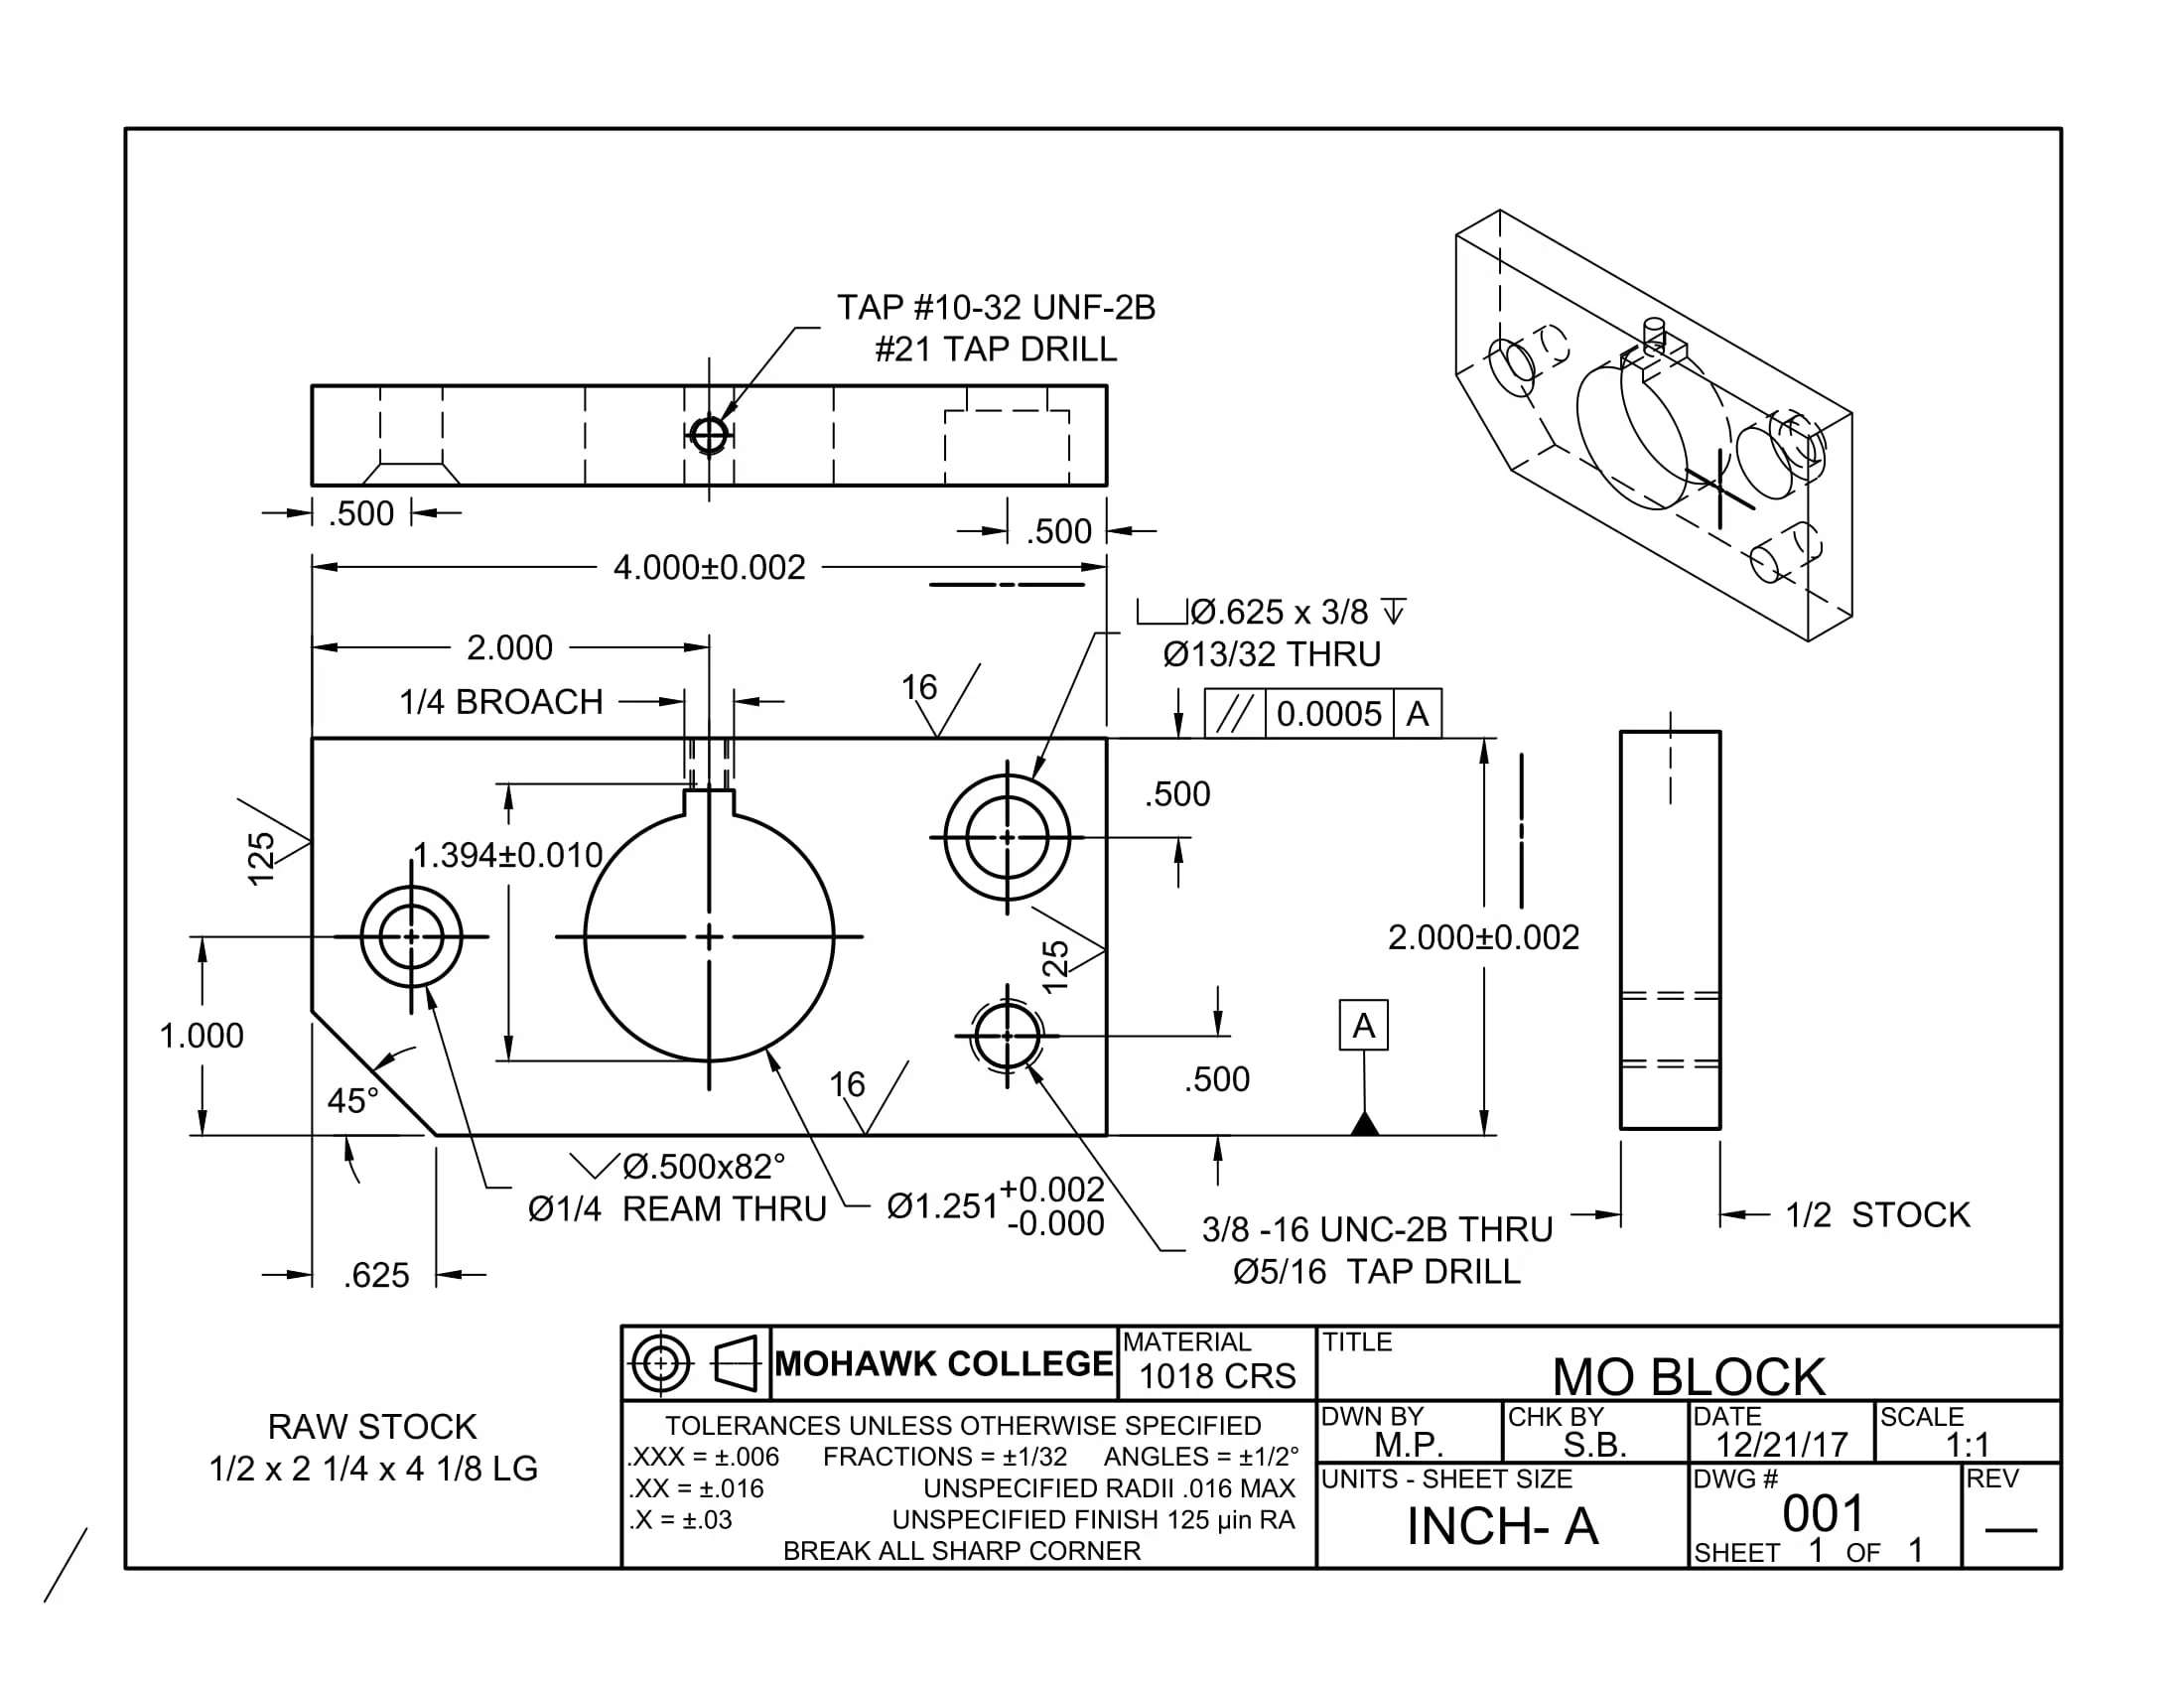 TAP #10-32 UNF-2B
#21 TAP DRILL
.500
.500
4.000±0.002
⌴Ø.625 x 3/8 ↧
Ø13/32 THRU
2.000
1/4 BROACH
16
// 0.0005 A
.500
125
1.394±0.010
2.000±0.002
125
1.000
A
45°
16
.500
⌵Ø.500x82°
Ø1/4 REAM THRU
Ø1.251 +0.002
-0.000
3/8 -16 UNC-2B THRU
Ø5/16 TAP DRILL
1/2 STOCK
.625
RAW STOCK
1/2 x 2 1/4 x 4 1/8 LG
MOHAWK COLLEGE
MATERIAL
1018 CRS
TITLE
MO BLOCK
TOLERANCES UNLESS OTHERWISE SPECIFIED
.XXX = ±.006 FRACTIONS = ±1/32 ANGLES = ±1/2°
.XX = ±.016 UNSPECIFIED RADII .016 MAX
.X = ±.03 UNSPECIFIED FINISH 125 µin RA
BREAK ALL SHARP CORNER
DWN BY
M.P.
CHK BY
S.B.
DATE
12/21/17
SCALE
1:1
UNITS - SHEET SIZE
INCH- A
DWG #
001
SHEET 1 OF 1
REV
—